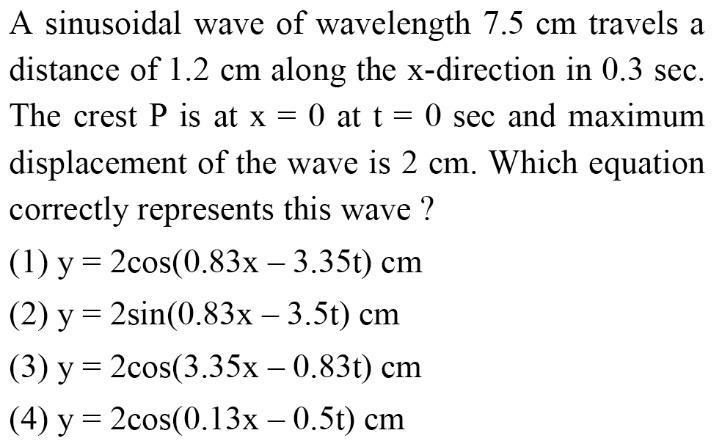 A sinusoidal wave of wavelength 7.5 cm travels a
distance of 1.2 cm along the x-direction in 0.3 sec.
The crest P is at x = 0 at t = 0 sec and maximum
displacement of the wave is 2 cm. Which equation
correctly represents this wave ?
(1) y = 2cos(0.83x – 3.35t) cm
(2) y = 2sin(0.83x – 3.5t) cm
(3) y = 2cos(3.35x – 0.83t) cm
(4) y = 2cos(0.13x – 0.5t) cm